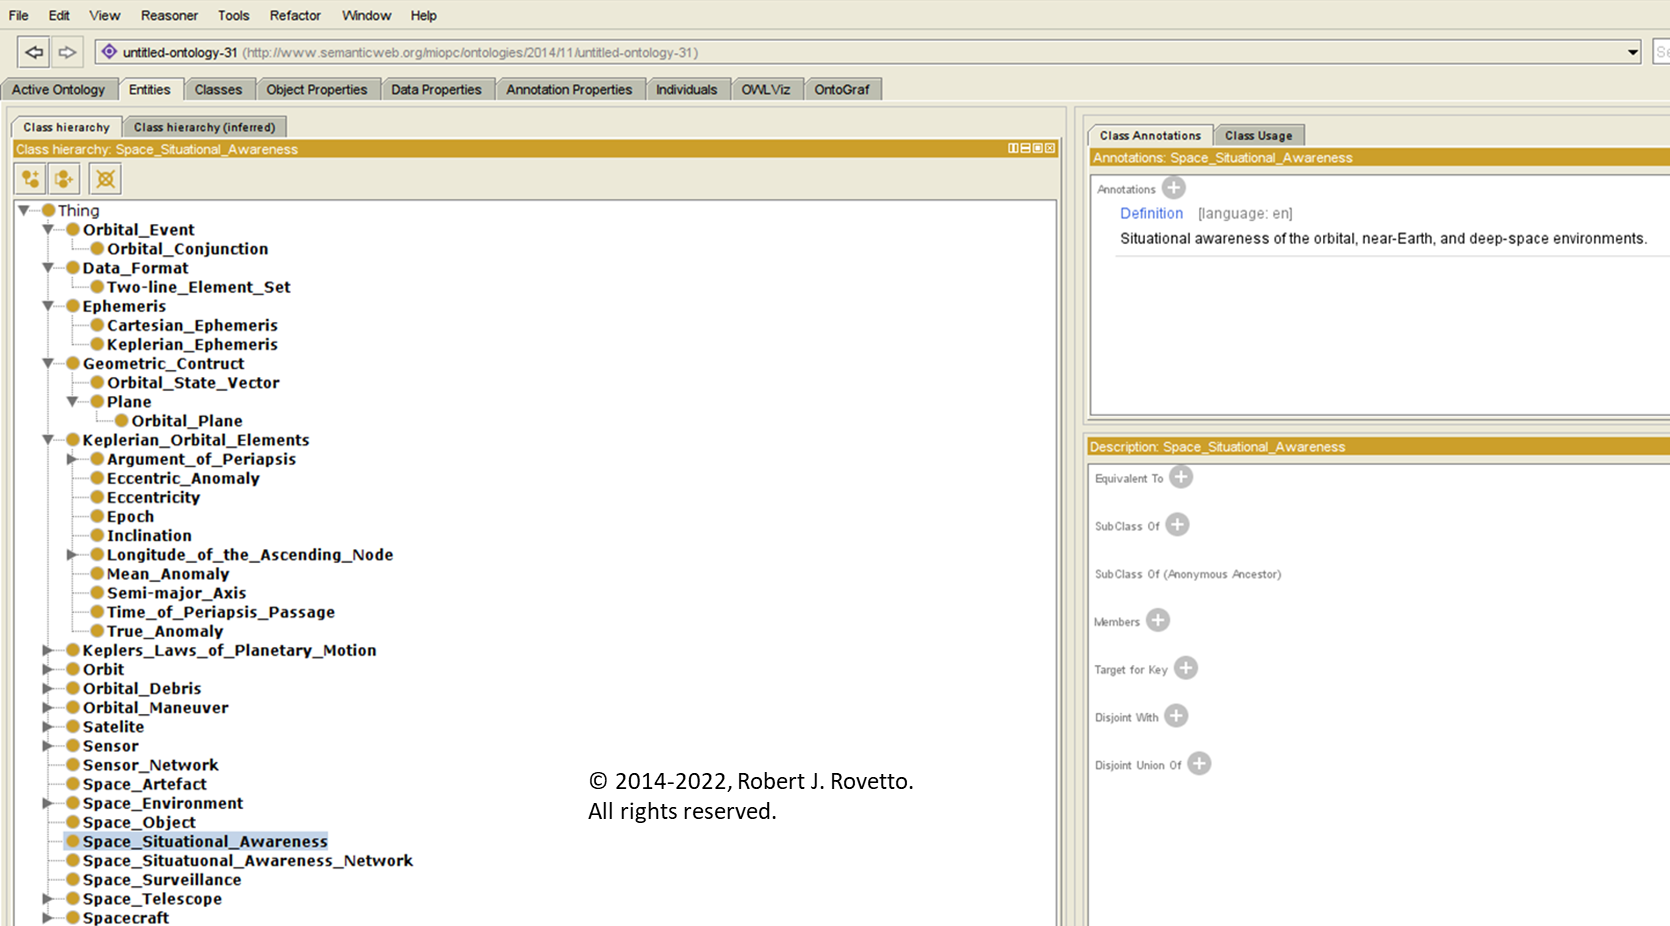 File Edit View Reasoner Tools Refactor Window Help
untitled-ontology-31 (http://www.semanticweb.org/miopc/ontologies/2014/11/untitled-ontology-31)
Se
Active Ontology Entities Classes Object Properties Data Properties Annotation Properties Individuals OWLViz OntoGraf
Class hierarchy Class hierarchy (inferred)
Class hierarchy: Space_Situational_Awareness
Thing
Orbital_Event
Orbital_Conjunction
Data_Format
Two-line_Element_Set
Ephemeris
Cartesian_Ephemeris
Keplerian_Ephemeris
Geometric_Contruct
Orbital_State_Vector
Plane
Orbital_Plane
Keplerian_Orbital_Elements
Argument_of_Periapsis
Eccentric_Anomaly
Eccentricity
Epoch
Inclination
Longitude_of_the_Ascending_Node
Mean_Anomaly
Semi-major_Axis
Time_of_Periapsis_Passage
True_Anomaly
Keplers_Laws_of_Planetary_Motion
Orbit
Orbital_Debris
Orbital_Maneuver
Satelite
Sensor
Sensor_Network
Space_Artefact
Space_Environment
Space_Object
Space_Situational_Awareness
Space_Situatuonal_Awareness_Network
Space_Surveillance
Space_Telescope
Spacecraft
© 2014-2022, Robert J. Rovetto.
All rights reserved.
Class Annotations Class Usage
Annotations: Space_Situational_Awareness
Annotations
Definition [language: en]
Situational awareness of the orbital, near-Earth, and deep-space environments.
Description: Space_Situational_Awareness
Equivalent To
SubClass Of
SubClass Of (Anonymous Ancestor)
Members
Target for Key
Disjoint With
Disjoint Union Of